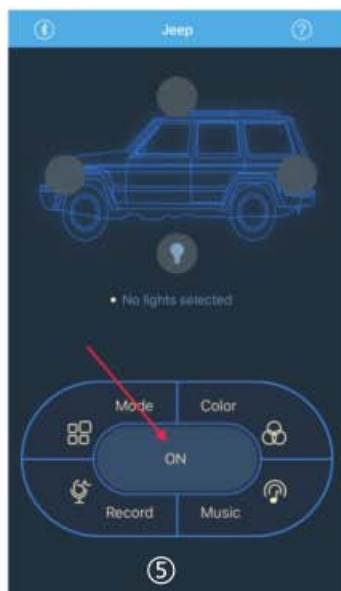 Jeep
• No lights selected
Mode Color
ON
Record Music
⑤